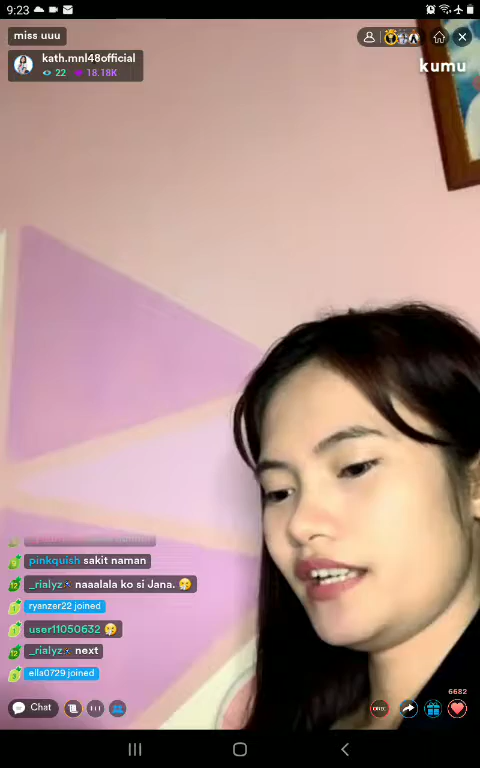 9:23
miss uuu
kath.mnl48official
22 18.18K
kumu
pinkquish sakit naman
_rialyz naaalala ko si Jana.
ryanzer22 joined
user11050632
_rialyz next
ella0729 joined
6682
Chat